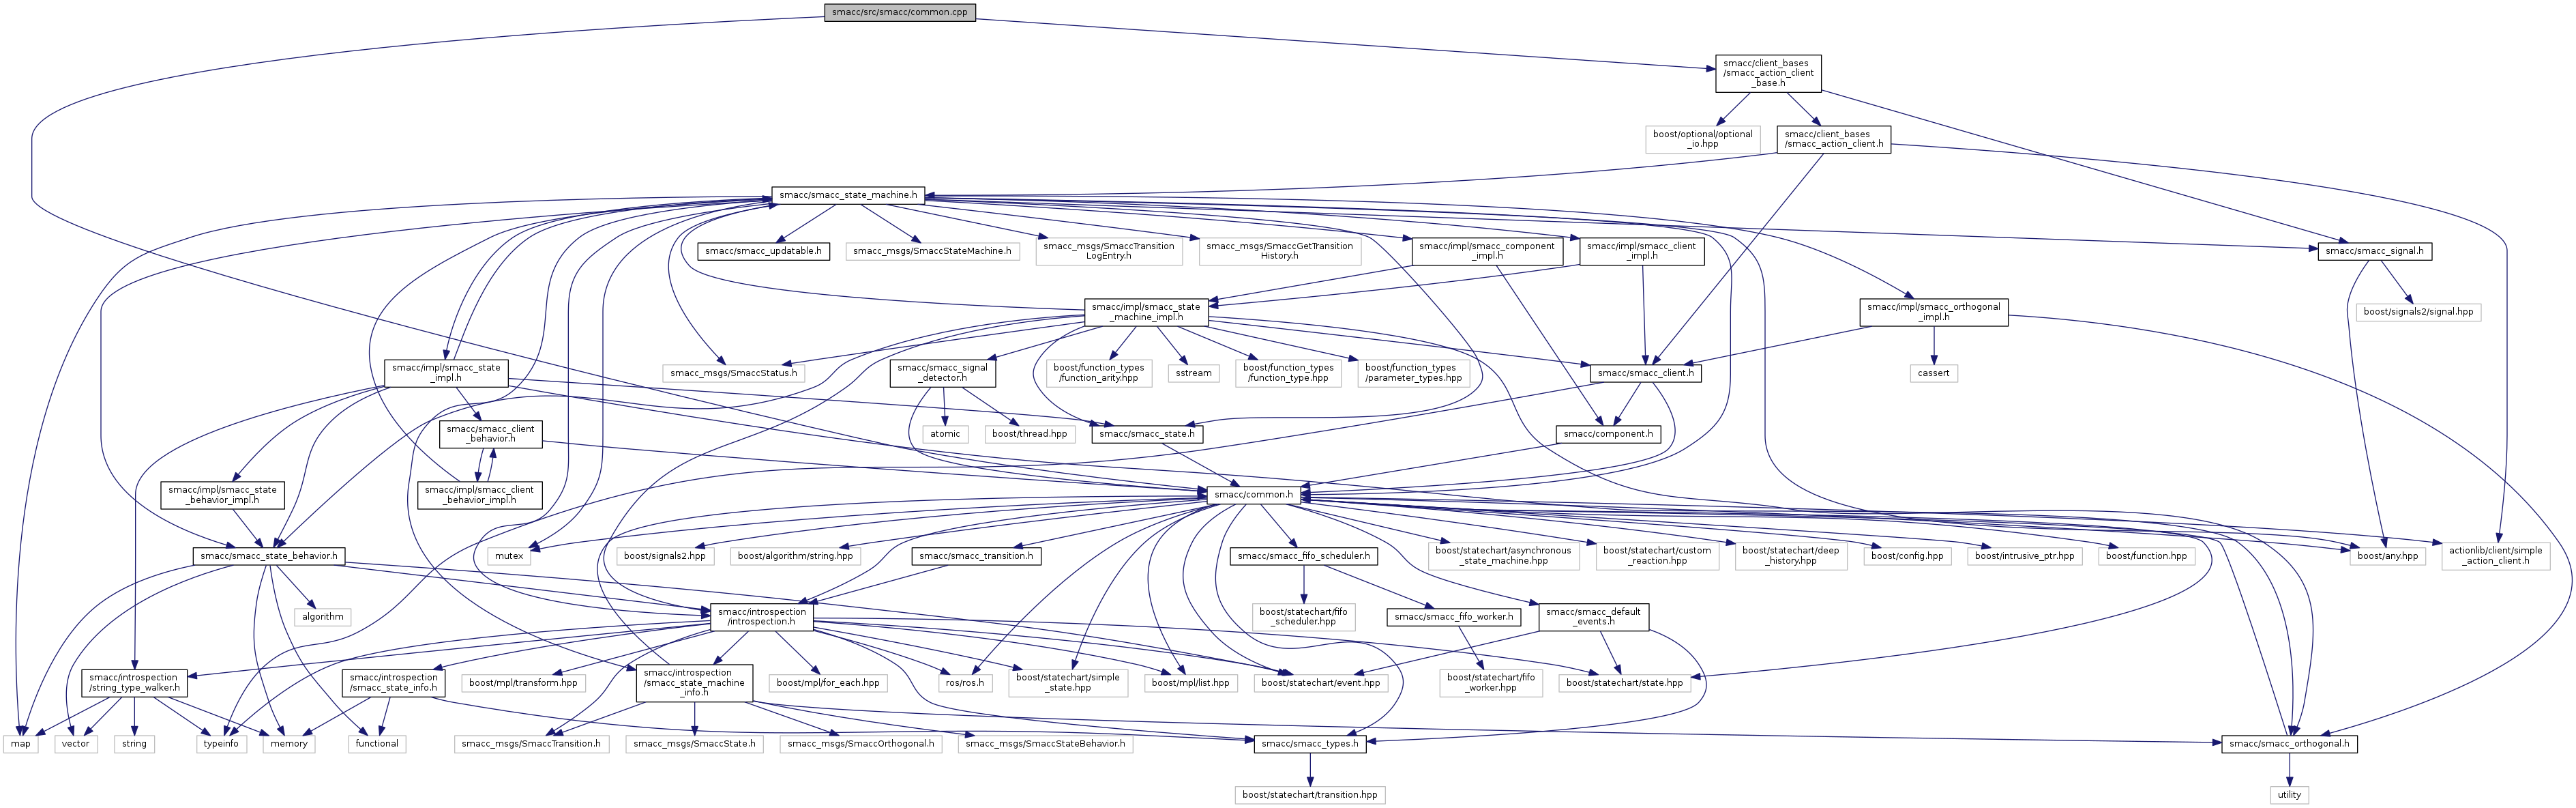 smacc/src/smacc/common.cpp
smacc/client_bases
/smacc_action_client
_base.h
boost/optional/optional
_io.hpp
smacc/client_bases
/smacc_action_client.h
smacc/smacc_state_machine.h
smacc/smacc_updatable.h
smacc_msgs/SmaccStateMachine.h
smacc_msgs/SmaccTransition
LogEntry.h
smacc_msgs/SmaccGetTransition
History.h
smacc/impl/smacc_component
_impl.h
smacc/impl/smacc_client
_impl.h
smacc/smacc_signal.h
smacc/impl/smacc_state
_machine_impl.h
smacc/impl/smacc_orthogonal
_impl.h
boost/signals2/signal.hpp
smacc/impl/smacc_state
_impl.h
smacc_msgs/SmaccStatus.h
smacc/smacc_signal
_detector.h
boost/function_types
/function_arity.hpp
sstream
boost/function_types
/function_type.hpp
boost/function_types
/parameter_types.hpp
smacc/smacc_client.h
cassert
smacc/smacc_client
_behavior.h
atomic
boost/thread.hpp
smacc/smacc_state.h
smacc/component.h
smacc/impl/smacc_state
_behavior_impl.h
smacc/impl/smacc_client
_behavior_impl.h
smacc/common.h
smacc/smacc_state_behavior.h
mutex
boost/signals2.hpp
boost/algorithm/string.hpp
smacc/smacc_transition.h
smacc/smacc_fifo_scheduler.h
boost/statechart/asynchronous
_state_machine.hpp
boost/statechart/custom
_reaction.hpp
boost/statechart/deep
_history.hpp
boost/config.hpp
boost/intrusive_ptr.hpp
boost/function.hpp
boost/any.hpp
actionlib/client/simple
_action_client.h
algorithm
smacc/introspection
/introspection.h
boost/statechart/fifo
_scheduler.hpp
smacc/smacc_fifo_worker.h
smacc/smacc_default
_events.h
smacc/introspection
/string_type_walker.h
smacc/introspection
/smacc_state_info.h
boost/mpl/transform.hpp
smacc/introspection
/smacc_state_machine
_info.h
boost/mpl/for_each.hpp
ros/ros.h
boost/statechart/simple
_state.hpp
boost/mpl/list.hpp
boost/statechart/event.hpp
boost/statechart/fifo
_worker.hpp
boost/statechart/state.hpp
map
vector
string
typeinfo
memory
functional
smacc_msgs/SmaccTransition.h
smacc_msgs/SmaccState.h
smacc_msgs/SmaccOrthogonal.h
smacc_msgs/SmaccStateBehavior.h
smacc/smacc_types.h
smacc/smacc_orthogonal.h
boost/statechart/transition.hpp
utility